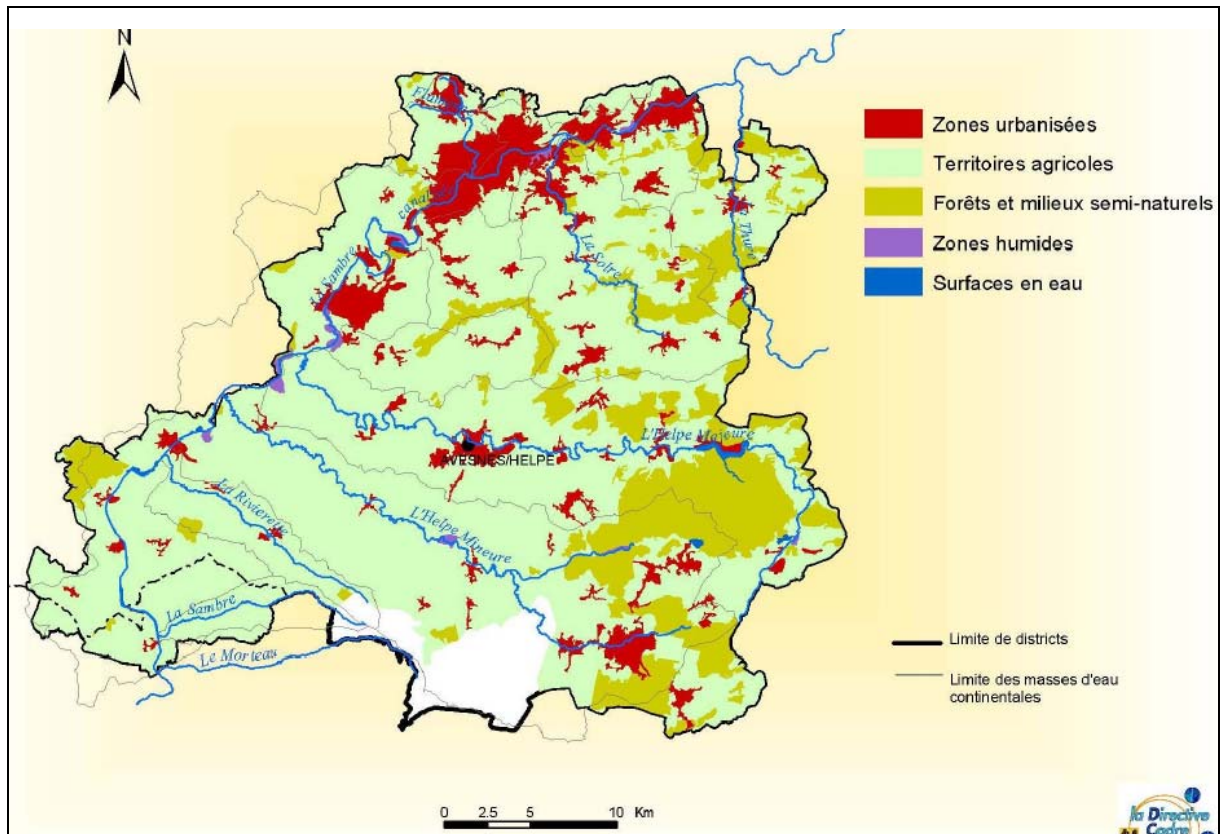 N
Zones urbanisées
Territoires agricoles
Forêts et milieux semi-naturels
Zones humides
Surfaces en eau
canal
La Sambre
La Solre
La Thure
L'Helpe Majeure
AVESNES/HELPE
La Rivierette
L'Helpe Mineure
La Sambre
Le Morteau
Limite de districts
Limite des masses d'eau
continentales
0 2.5 5 10 Km
la Directive
Cadre